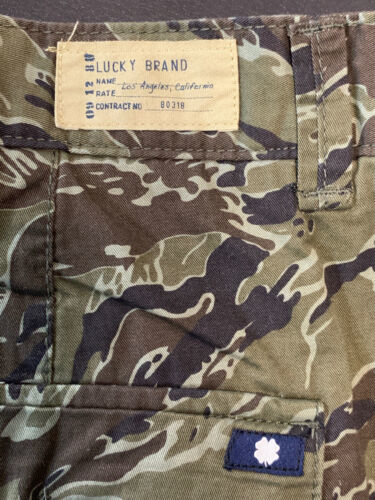 09 12 80
LUCKY BRAND
NAME Los Angeles, California
RATE
CONTRACT NO 80318